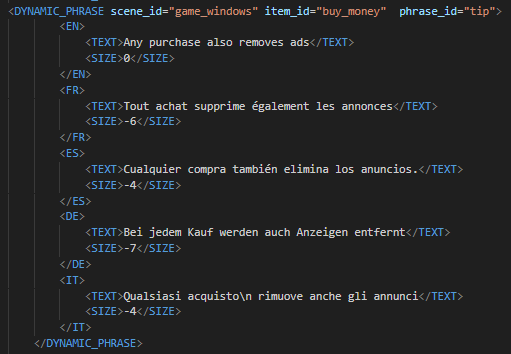 <DYNAMIC_PHRASE scene_id="game_windows" item_id="buy_money"  phrase_id="tip">
<EN>
<TEXT>Any purchase also removes ads</TEXT>
<SIZE>0</SIZE>
</EN>
<FR>
<TEXT>Tout achat supprime également les annonces</TEXT>
<SIZE>-6</SIZE>
</FR>
<ES>
<TEXT>Cualquier compra también elimina los anuncios.</TEXT>
<SIZE>-4</SIZE>
</ES>
<DE>
<TEXT>Bei jedem Kauf werden auch Anzeigen entfernt</TEXT>
<SIZE>-7</SIZE>
</DE>
<IT>
<TEXT>Qualsiasi acquisto\n rimuove anche gli annunci</TEXT>
<SIZE>-4</SIZE>
</IT>
</DYNAMIC_PHRASE>